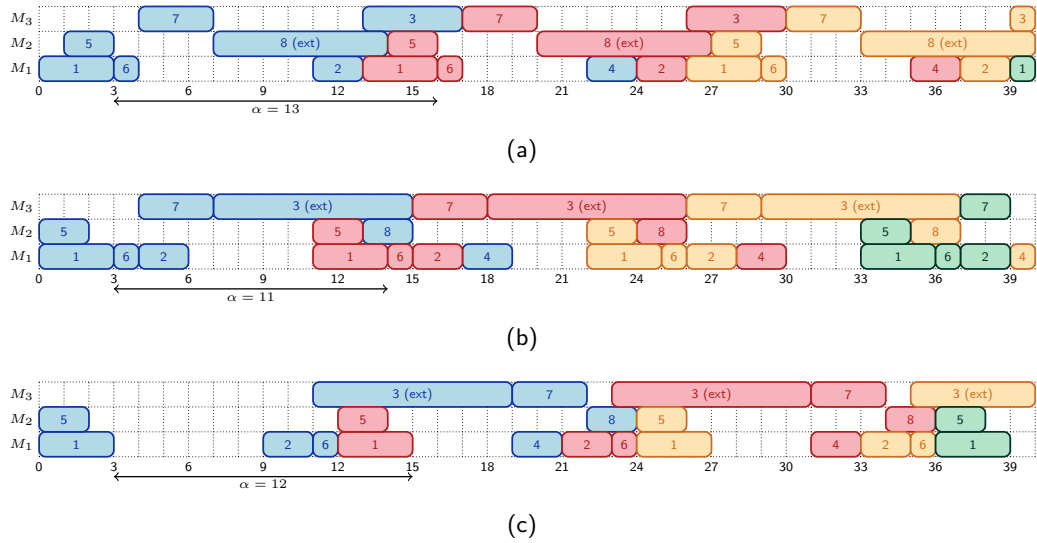 M3 7 3 7 3 7 3
M2 5 8 (ext) 5 8 (ext) 5 8 (ext)
M1 1 6 2 1 6 4 2 1 6 4 2 1
0 3 6 9 12 15 18 21 24 27 30 33 36 39
α = 13
(a)
M3 7 3 (ext) 7 3 (ext) 7 3 (ext) 7
M2 5 5 8 5 8 5 8
M1 1 6 2 1 6 2 4 1 6 2 4 1 6 2 4
0 3 6 9 12 15 18 21 24 27 30 33 36 39
α = 11
(b)
M3 3 (ext) 7 3 (ext) 7 3 (ext)
M2 5 5 8 5 8 5
M1 1 2 6 1 4 2 6 1 4 2 6 1
0 3 6 9 12 15 18 21 24 27 30 33 36 39
α = 12
(c)